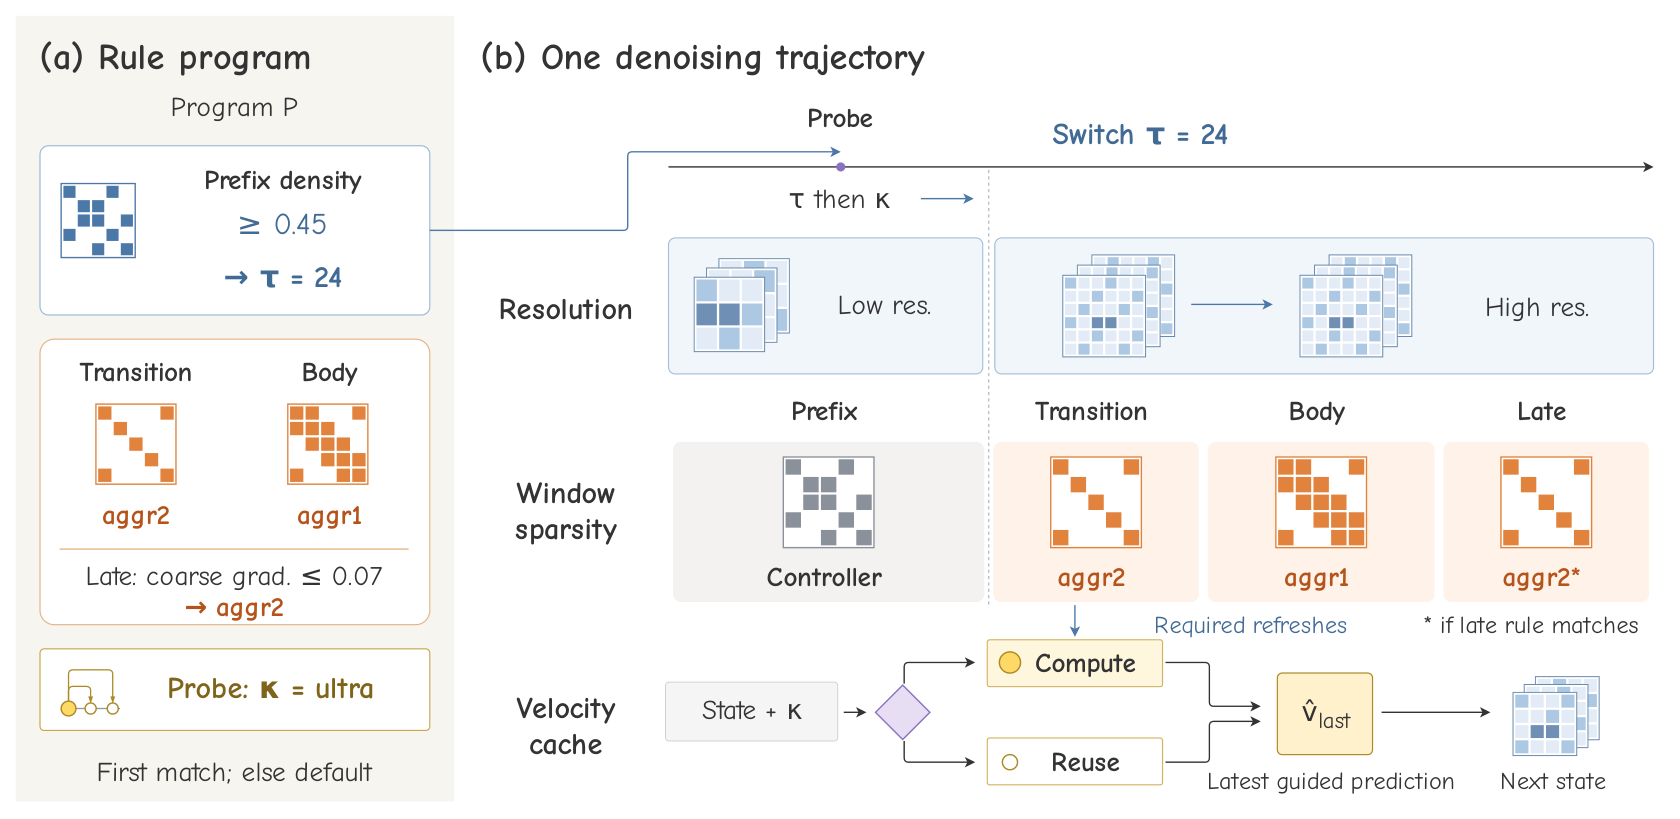 (a) Rule program
Program P
Prefix density
≥ 0.45
→ τ = 24
Transition
Body
aggr2
aggr1
Late: coarse grad. ≤ 0.07
→ aggr2
Probe: κ = ultra
First match; else default
(b) One denoising trajectory
Probe
Switch τ = 24
τ then κ
Resolution
Low res.
High res.
Prefix
Transition
Body
Late
Window
sparsity
Controller
aggr2
aggr1
aggr2*
Required refreshes
* if late rule matches
Velocity
cache
State + κ
Compute
Reuse
v̂last
Latest guided prediction
Next state